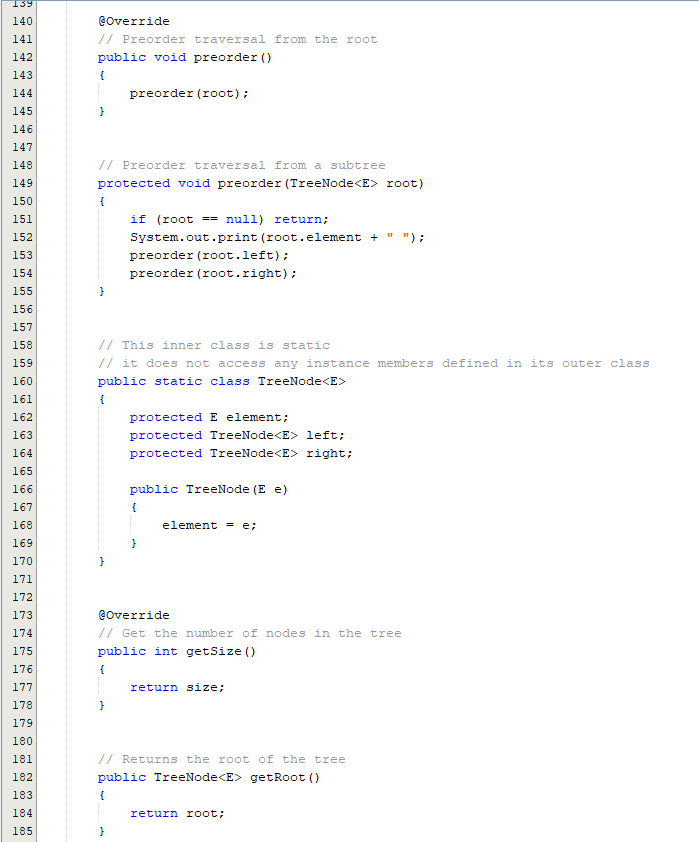 139
140 @Override
141 // Preorder traversal from the root
142 public void preorder()
143 {
144 preorder(root);
145 }
146
147
148 // Preorder traversal from a subtree
149 protected void preorder(TreeNode<E> root)
150 {
151 if (root == null) return;
152 System.out.print(root.element + " ");
153 preorder(root.left);
154 preorder(root.right);
155 }
156
157
158 // This inner class is static
159 // it does not access any instance members defined in its outer class
160 public static class TreeNode<E>
161 {
162 protected E element;
163 protected TreeNode<E> left;
164 protected TreeNode<E> right;
165
166 public TreeNode(E e)
167 {
168 element = e;
169 }
170 }
171
172
173 @Override
174 // Get the number of nodes in the tree
175 public int getSize()
176 {
177 return size;
178 }
179
180
181 // Returns the root of the tree
182 public TreeNode<E> getRoot()
183 {
184 return root;
185 }